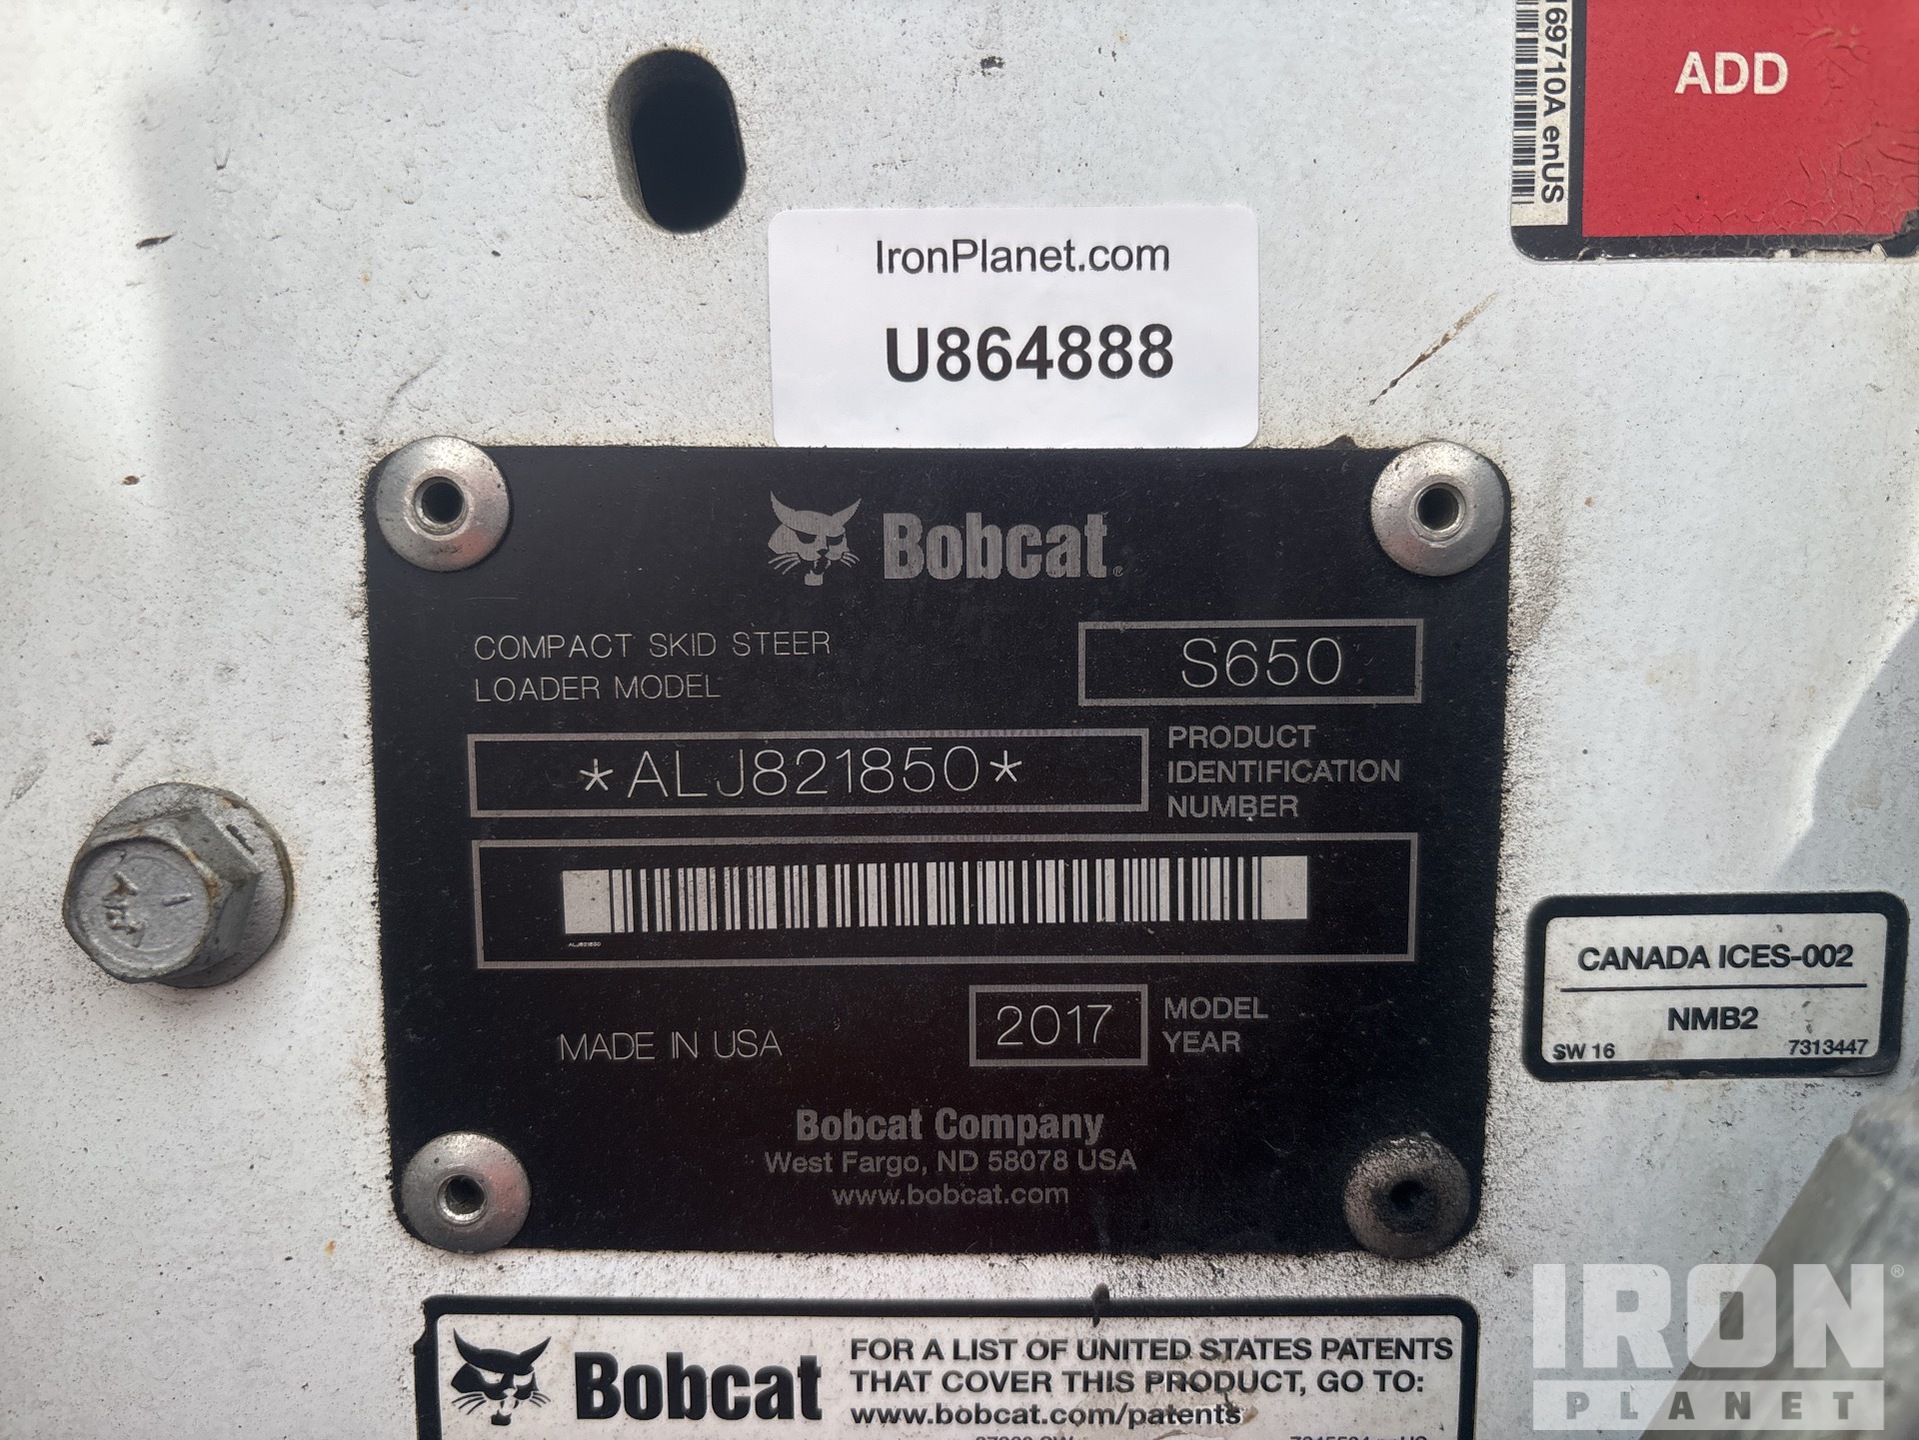 1169710A enUS
ADD
IronPlanet.com
U864888
Bobcat®
COMPACT SKID STEER
LOADER MODEL
S650
*ALJ821850*
PRODUCT
IDENTIFICATION
NUMBER
ALJ821850
MADE IN USA
2017
MODEL
YEAR
Bobcat Company
West Fargo, ND 58078 USA
www.bobcat.com
CANADA ICES-002
NMB2
SW 16 7313447
Bobcat
FOR A LIST OF UNITED STATES PATENTS
THAT COVER THIS PRODUCT, GO TO:
www.bobcat.com/patents
IRON®
PLANET